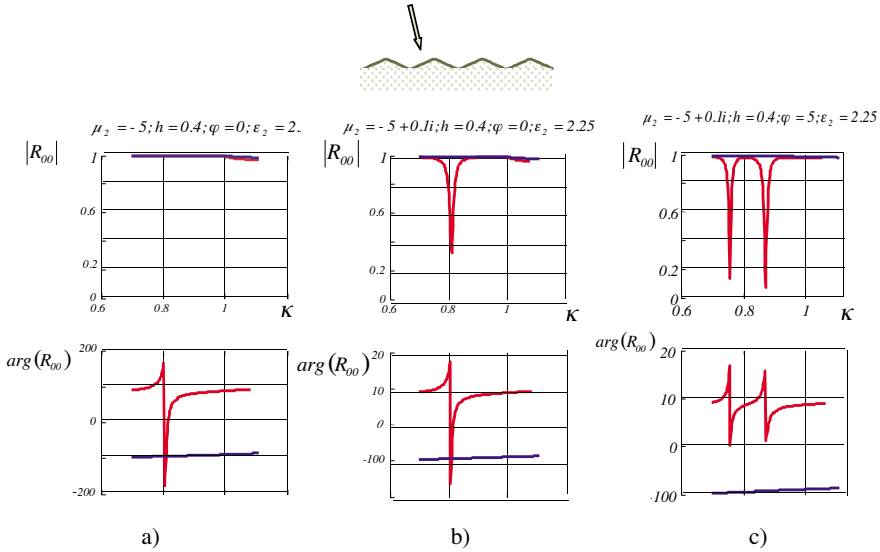 μ₂ = - 5; h = 0.4; φ = 0; ε₂ = 2..
μ₂ = - 5 + 0.1i; h = 0.4; φ = 0; ε₂ = 2.25
μ₂ = - 5 + 0.1i; h = 0.4; φ = 5; ε₂ = 2.25
|R₀₀|
1
0.6
0.2
0
0.6
0.8
1
κ
|R₀₀|
1
0.6
0.2
0
0.6
0.8
1
κ
|R₀₀|
1
0.6
0.2
0
0.6
0.8
1
κ
arg(R₀₀)
200
0
-200
arg(R₀₀)
20
10
0
-100
arg(R₀₀)
20
10
0
-100
a)
b)
c)